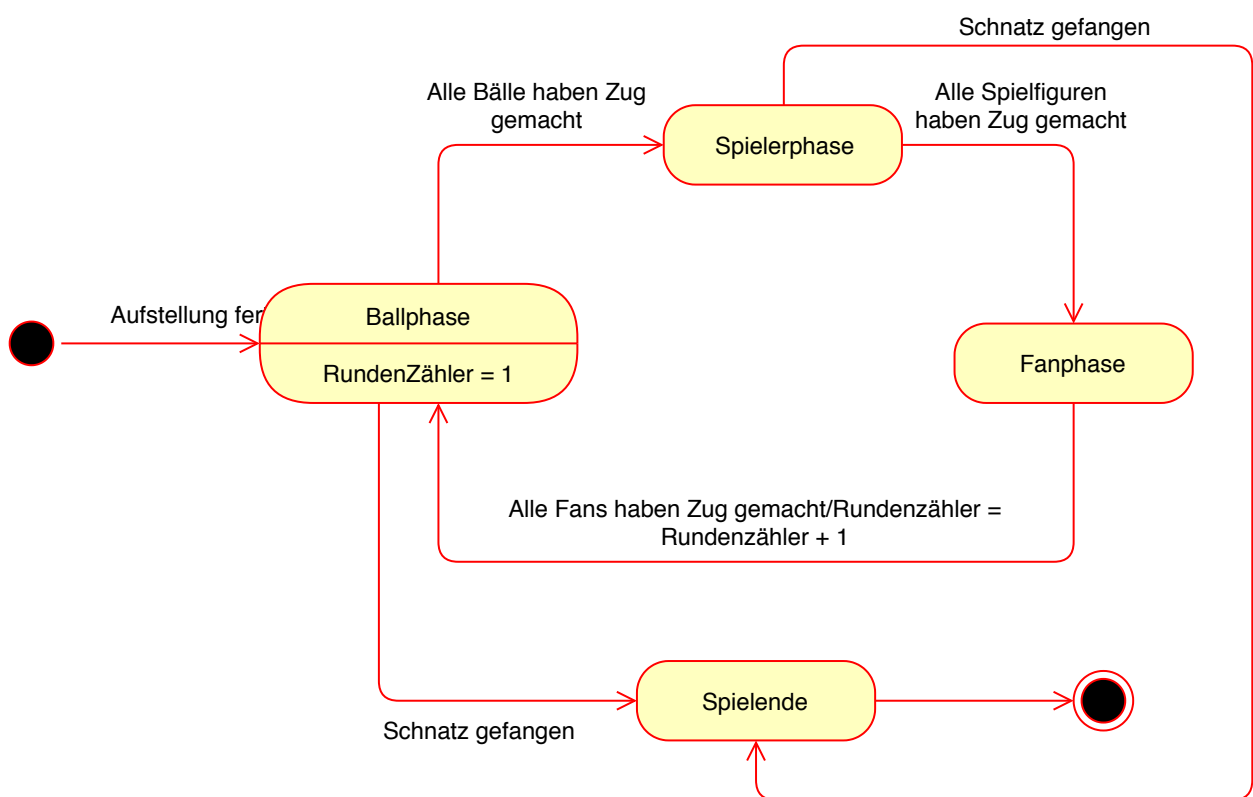 Schnatz gefangen
Alle Bälle haben Zug
gemacht
Alle Spielfiguren
haben Zug gemacht
Spielerphase
Aufstellung fer
Ballphase
RundenZähler = 1
Fanphase
Alle Fans haben Zug gemacht/Rundenzähler =
Rundenzähler + 1
Spielende
Schnatz gefangen